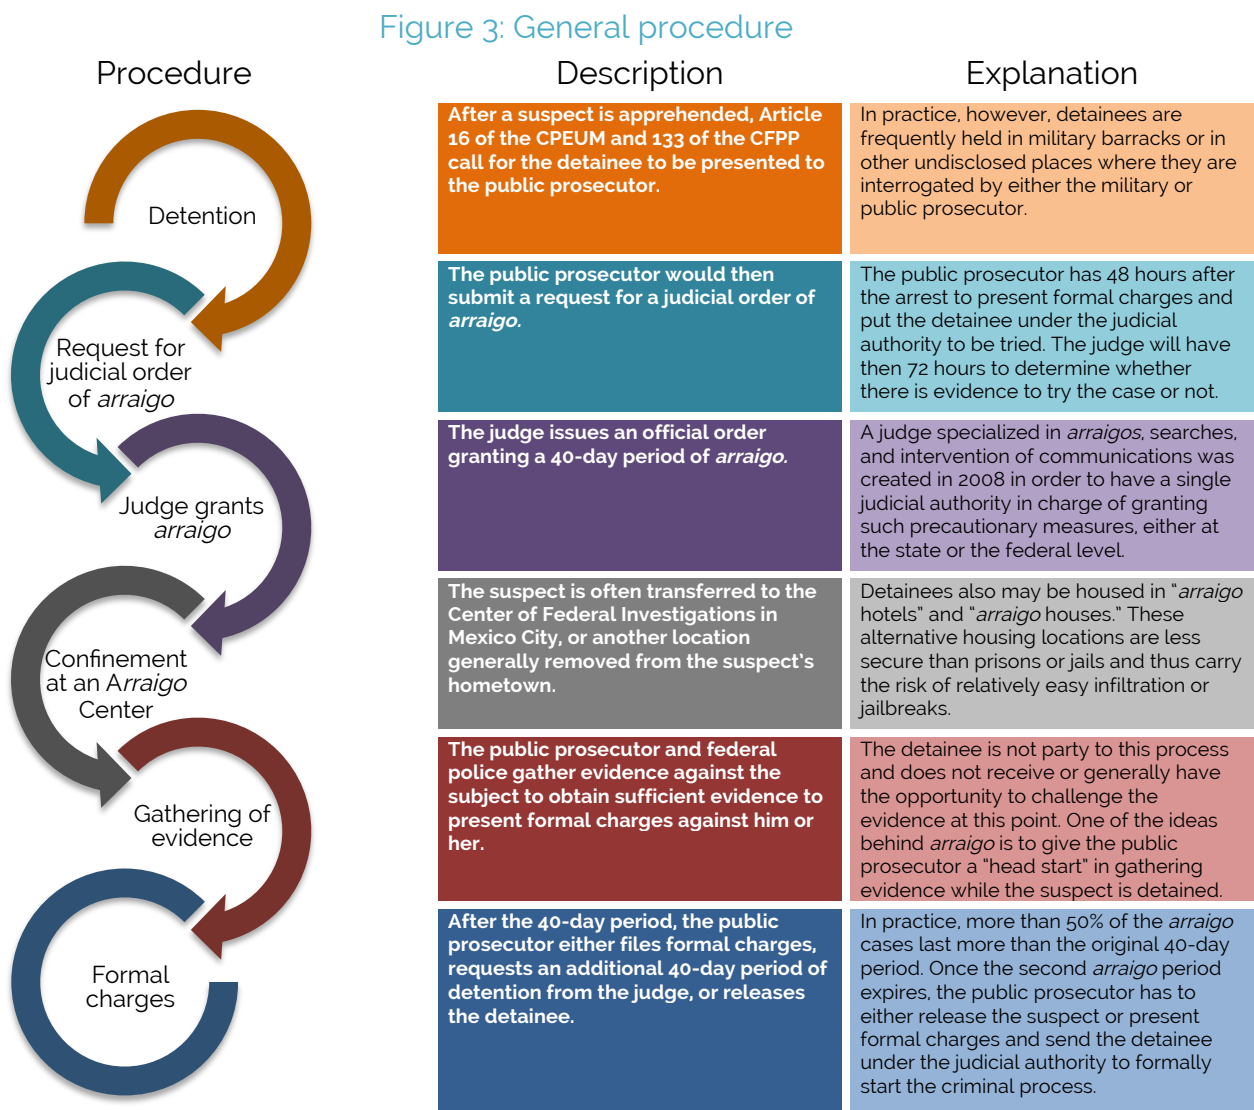 Figure 3: General procedure
Procedure
Description
Explanation
Detention
After a suspect is apprehended, Article
16 of the CPEUM and 133 of the CFPP
call for the detainee to be presented to
the public prosecutor.
In practice, however, detainees are
frequently held in military barracks or in
other undisclosed places where they are
interrogated by either the military or
public prosecutor.
Request for
judicial order
of arraigo
The public prosecutor would then
submit a request for a judicial order of
arraigo.
The public prosecutor has 48 hours after
the arrest to present formal charges and
put the detainee under the judicial
authority to be tried. The judge will have
then 72 hours to determine whether
there is evidence to try the case or not.
Judge grants
arraigo
The judge issues an official order
granting a 40-day period of arraigo.
A judge specialized in arraigos, searches,
and intervention of communications was
created in 2008 in order to have a single
judicial authority in charge of granting
such precautionary measures, either at
the state or the federal level.
Confinement
at an Arraigo
Center
The suspect is often transferred to the
Center of Federal Investigations in
Mexico City, or another location
generally removed from the suspect's
hometown.
Detainees also may be housed in “arraigo
hotels” and “arraigo houses.” These
alternative housing locations are less
secure than prisons or jails and thus carry
the risk of relatively easy infiltration or
jailbreaks.
Gathering of
evidence
The public prosecutor and federal
police gather evidence against the
subject to obtain sufficient evidence to
present formal charges against him or
her.
The detainee is not party to this process
and does not receive or generally have
the opportunity to challenge the
evidence at this point. One of the ideas
behind arraigo is to give the public
prosecutor a “head start” in gathering
evidence while the suspect is detained.
Formal
charges
After the 40-day period, the public
prosecutor either files formal charges,
requests an additional 40-day period of
detention from the judge, or releases
the detainee.
In practice, more than 50% of the arraigo
cases last more than the original 40-day
period. Once the second arraigo period
expires, the public prosecutor has to
either release the suspect or present
formal charges and send the detainee
under the judicial authority to formally
start the criminal process.